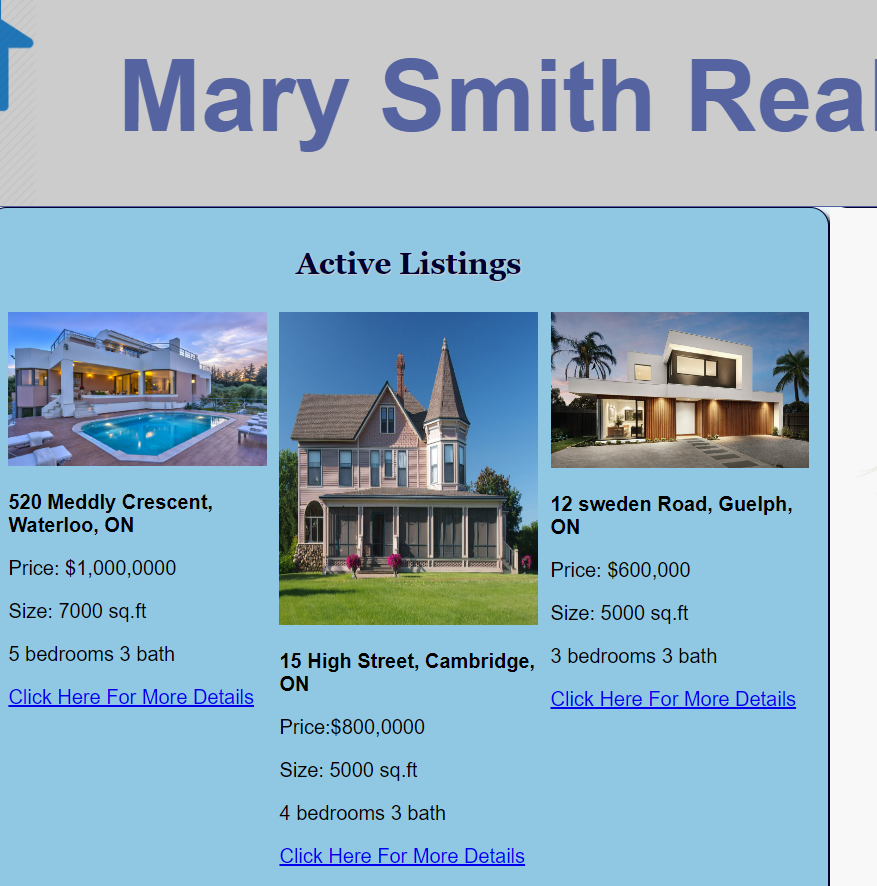 Mary Smith Real
Active Listings
520 Meddly Crescent,
Waterloo, ON
Price: $1,000,0000
Size: 7000 sq.ft
5 bedrooms 3 bath
Click Here For More Details
15 High Street, Cambridge,
ON
Price:$800,0000
Size: 5000 sq.ft
4 bedrooms 3 bath
Click Here For More Details
12 sweden Road, Guelph,
ON
Price: $600,000
Size: 5000 sq.ft
3 bedrooms 3 bath
Click Here For More Details